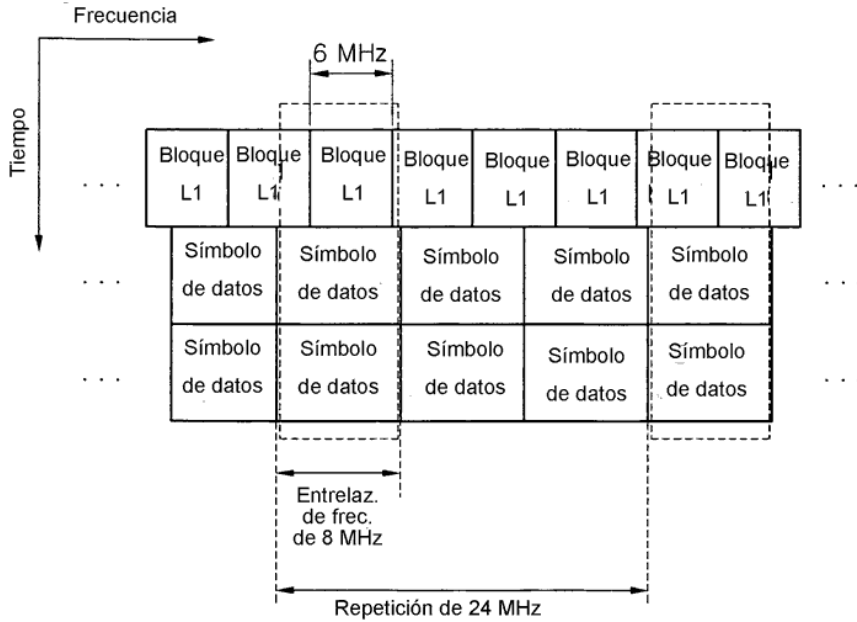 Frecuencia
Tiempo
6 MHz
Bloque L1
Bloque L1
Bloque L1
Bloque L1
Bloque L1
Bloque L1
Bloque L1
Bloque L1
. . .
. . .
Símbolo de datos
Símbolo de datos
Símbolo de datos
Símbolo de datos
Símbolo de datos
. . .
. . .
Símbolo de datos
Símbolo de datos
Símbolo de datos
Símbolo de datos
Símbolo de datos
. . .
. . .
Entrelaz.
de frec.
de 8 MHz
Repetición de 24 MHz